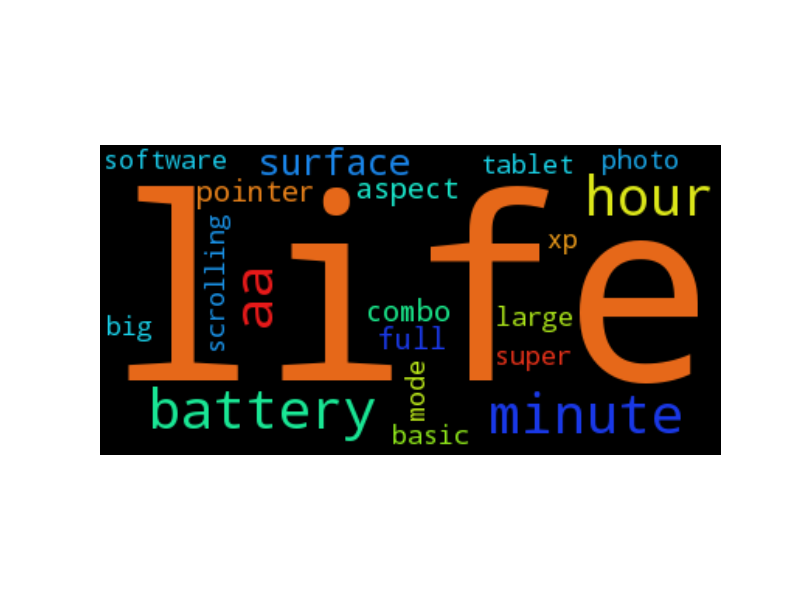 software surface tablet photo
pointer aspect hour
life
scrolling
aa
xp
big
combo large
full
super
mode
battery minute
basic